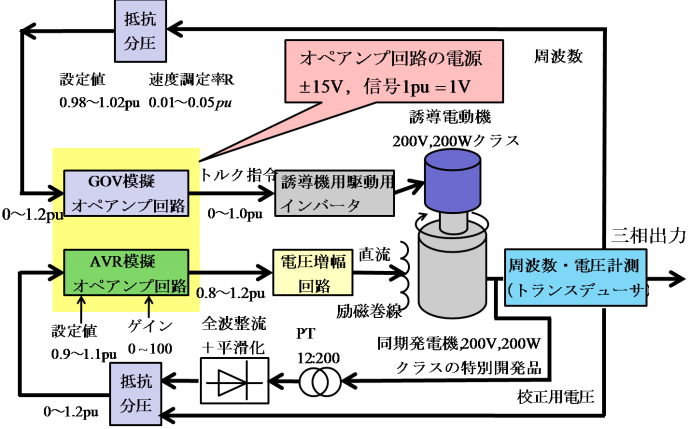 抵抗
分圧
周波数
設定値
0.98〜1.02pu
速度調定率R
0.01〜0.05pu
オペアンプ回路の電源
±15V, 信号1pu＝1V
誘導電動機
200V,200Wクラス
GOV模擬
オペアンプ回路
トルク指令
0〜1.0pu
誘導機用駆動用
インバータ
0〜1.2pu
AVR模擬
オペアンプ回路
0.8〜1.2pu
電圧増幅
回路
直流
励磁巻線
三相出力
周波数・電圧計測
（トランスデューサ）
設定値
0.9〜1.1pu
ゲイン
0~100
全波整流
＋平滑化
PT
12:200
同期発電機,200V,200W
クラスの特別開発品
校正用電圧
0〜1.2pu
抵抗
分圧